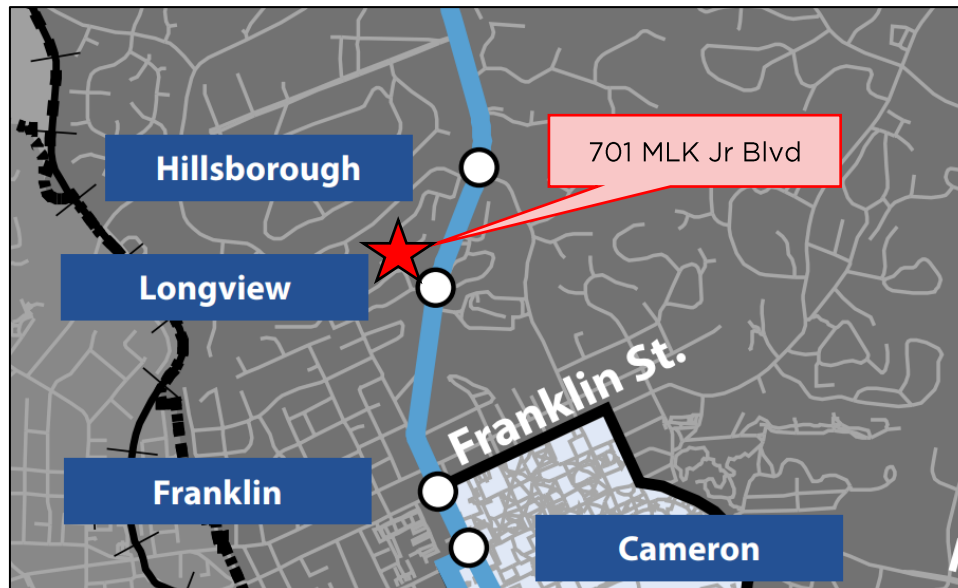 Hillsborough
701 MLK Jr Blvd
Longview
Franklin St.
Franklin
Cameron